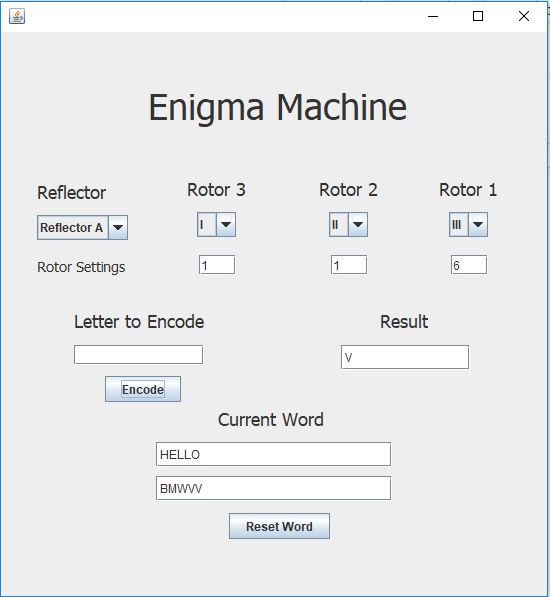 Enigma Machine
Reflector Rotor 3 Rotor 2 Rotor 1
Reflector A I II III
Rotor Settings 1 1 6
Letter to Encode Result
V
Encode
Current Word
HELLO
BMWVV
Reset Word